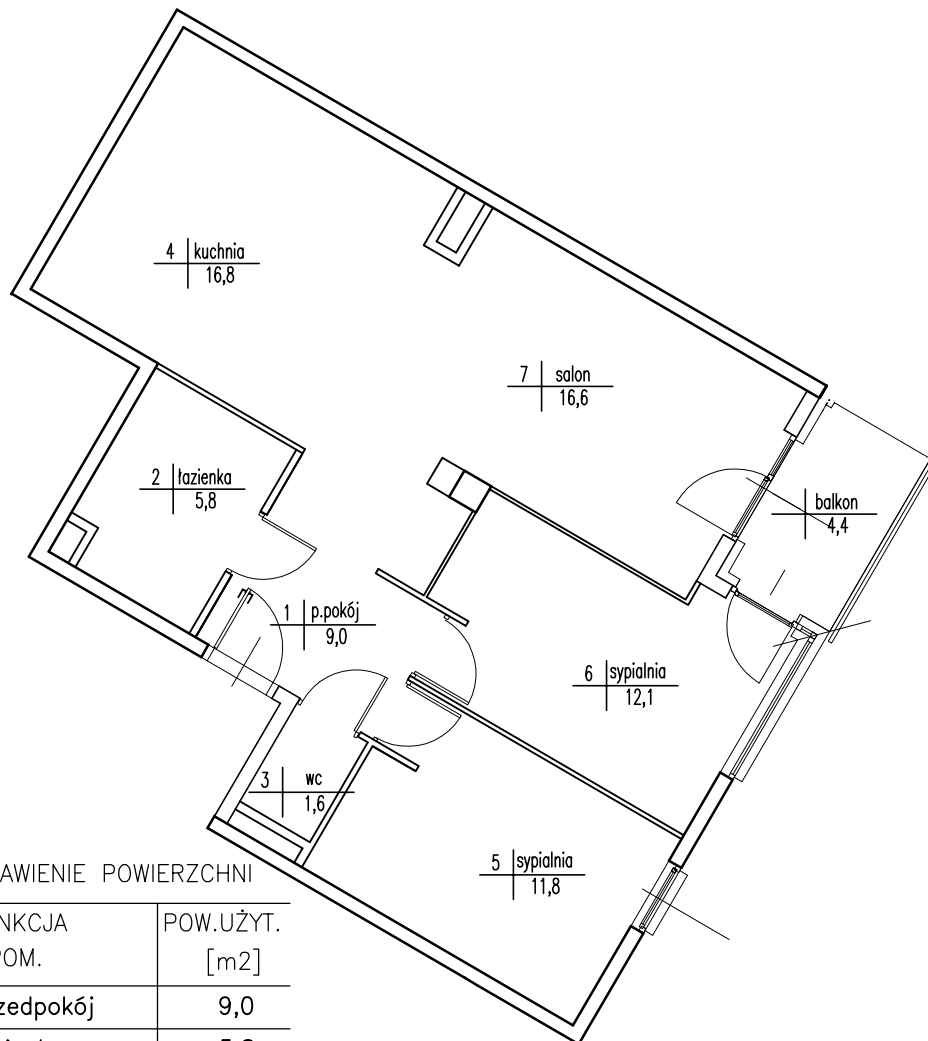 4 kuchnia
16,8
7 salon
16,6
2 łazienka
5,8
balkon
4,4
1 p.pokój
9,0
6 sypialnia
12,1
3 wc
1,6
5 sypialnia
11,8
AWIENIE POWIERZCHNI
NKCJA POW.UŻYT.
POM. [m2]
zedpokój 9,0